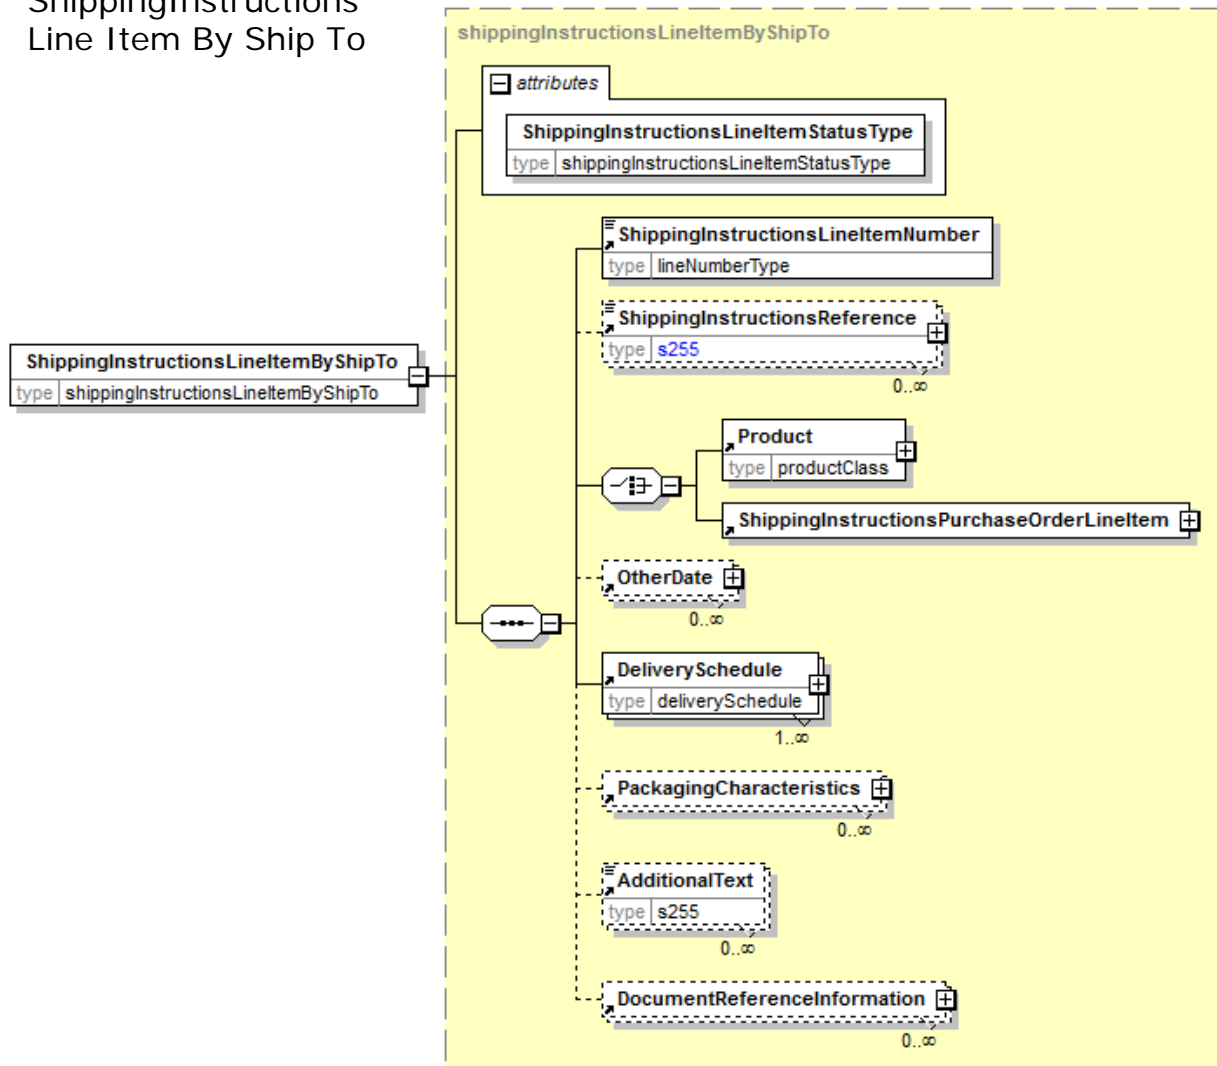 ShippingInstructions
Line Item By Ship To
shippingInstructionsLineItemByShipTo
attributes
ShippingInstructionsLineItemStatusType
type shippingInstructionsLineItemStatusType
ShippingInstructionsLineItemNumber
type lineNumberType
ShippingInstructionsReference
type s255
0..∞
ShippingInstructionsLineItemByShipTo
type shippingInstructionsLineItemByShipTo
Product
type productClass
ShippingInstructionsPurchaseOrderLineItem
OtherDate
0..∞
DeliverySchedule
type deliverySchedule
1..∞
PackagingCharacteristics
0..∞
AdditionalText
type s255
0..∞
DocumentReferenceInformation
0..∞